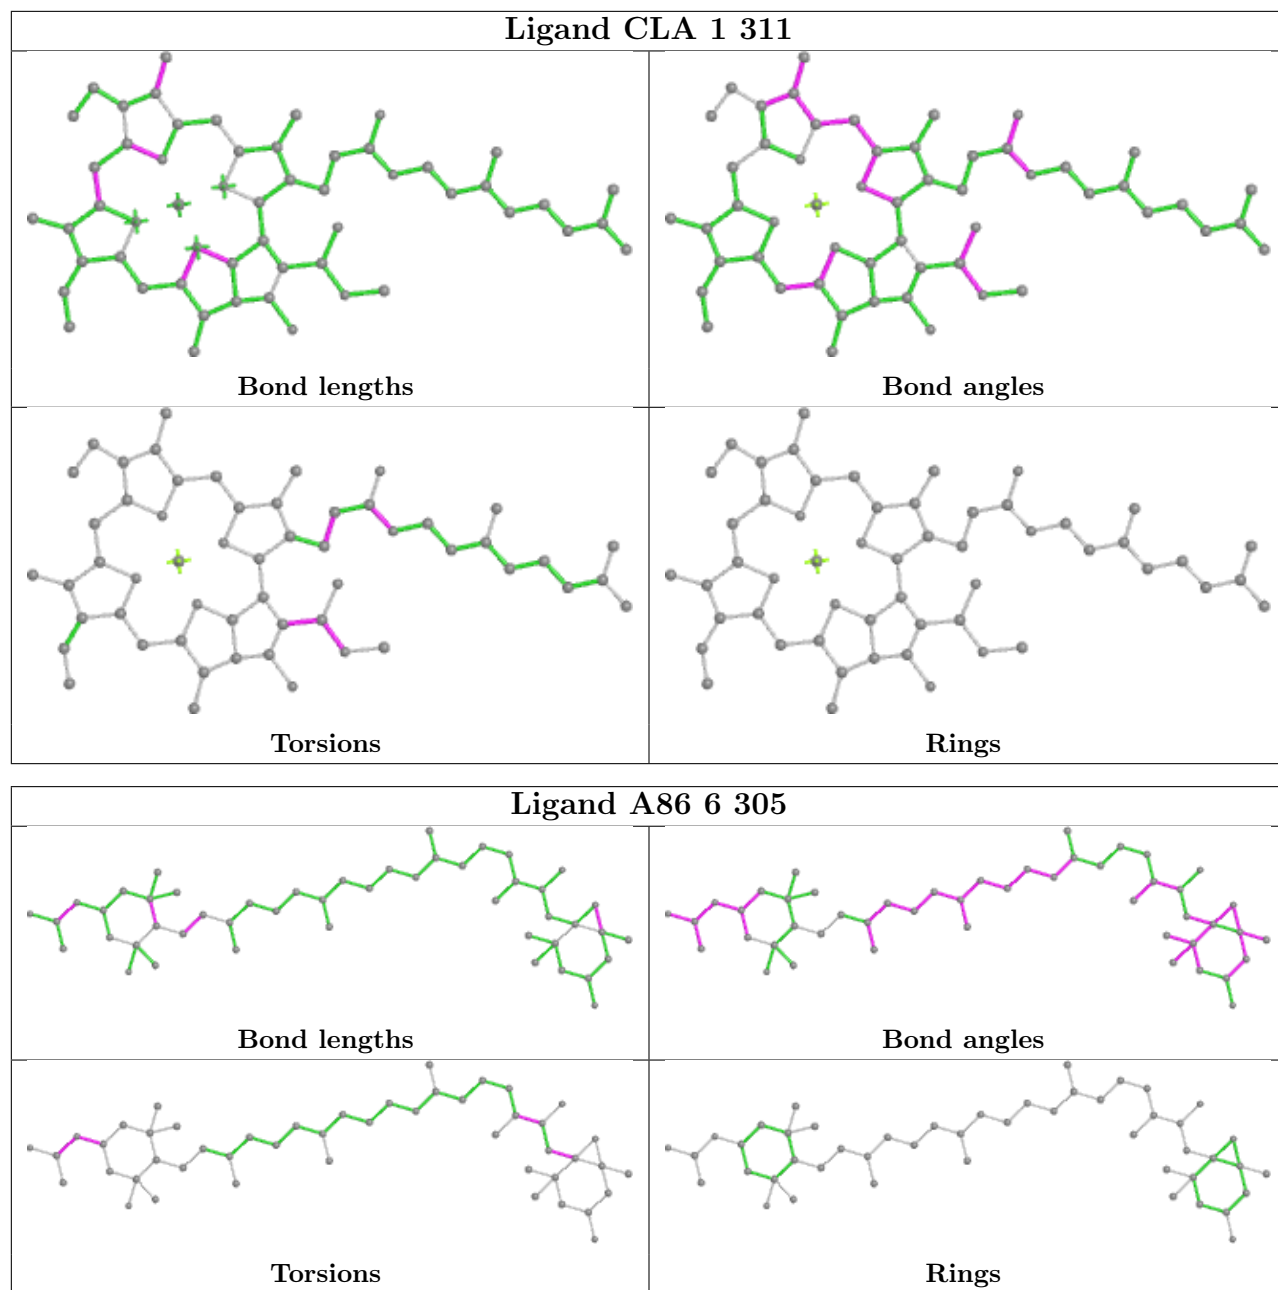 Ligand CLA 1 311
Bond lengths
Bond angles
Torsions
Rings
Ligand A86 6 305
Bond lengths
Bond angles
Torsions
Rings